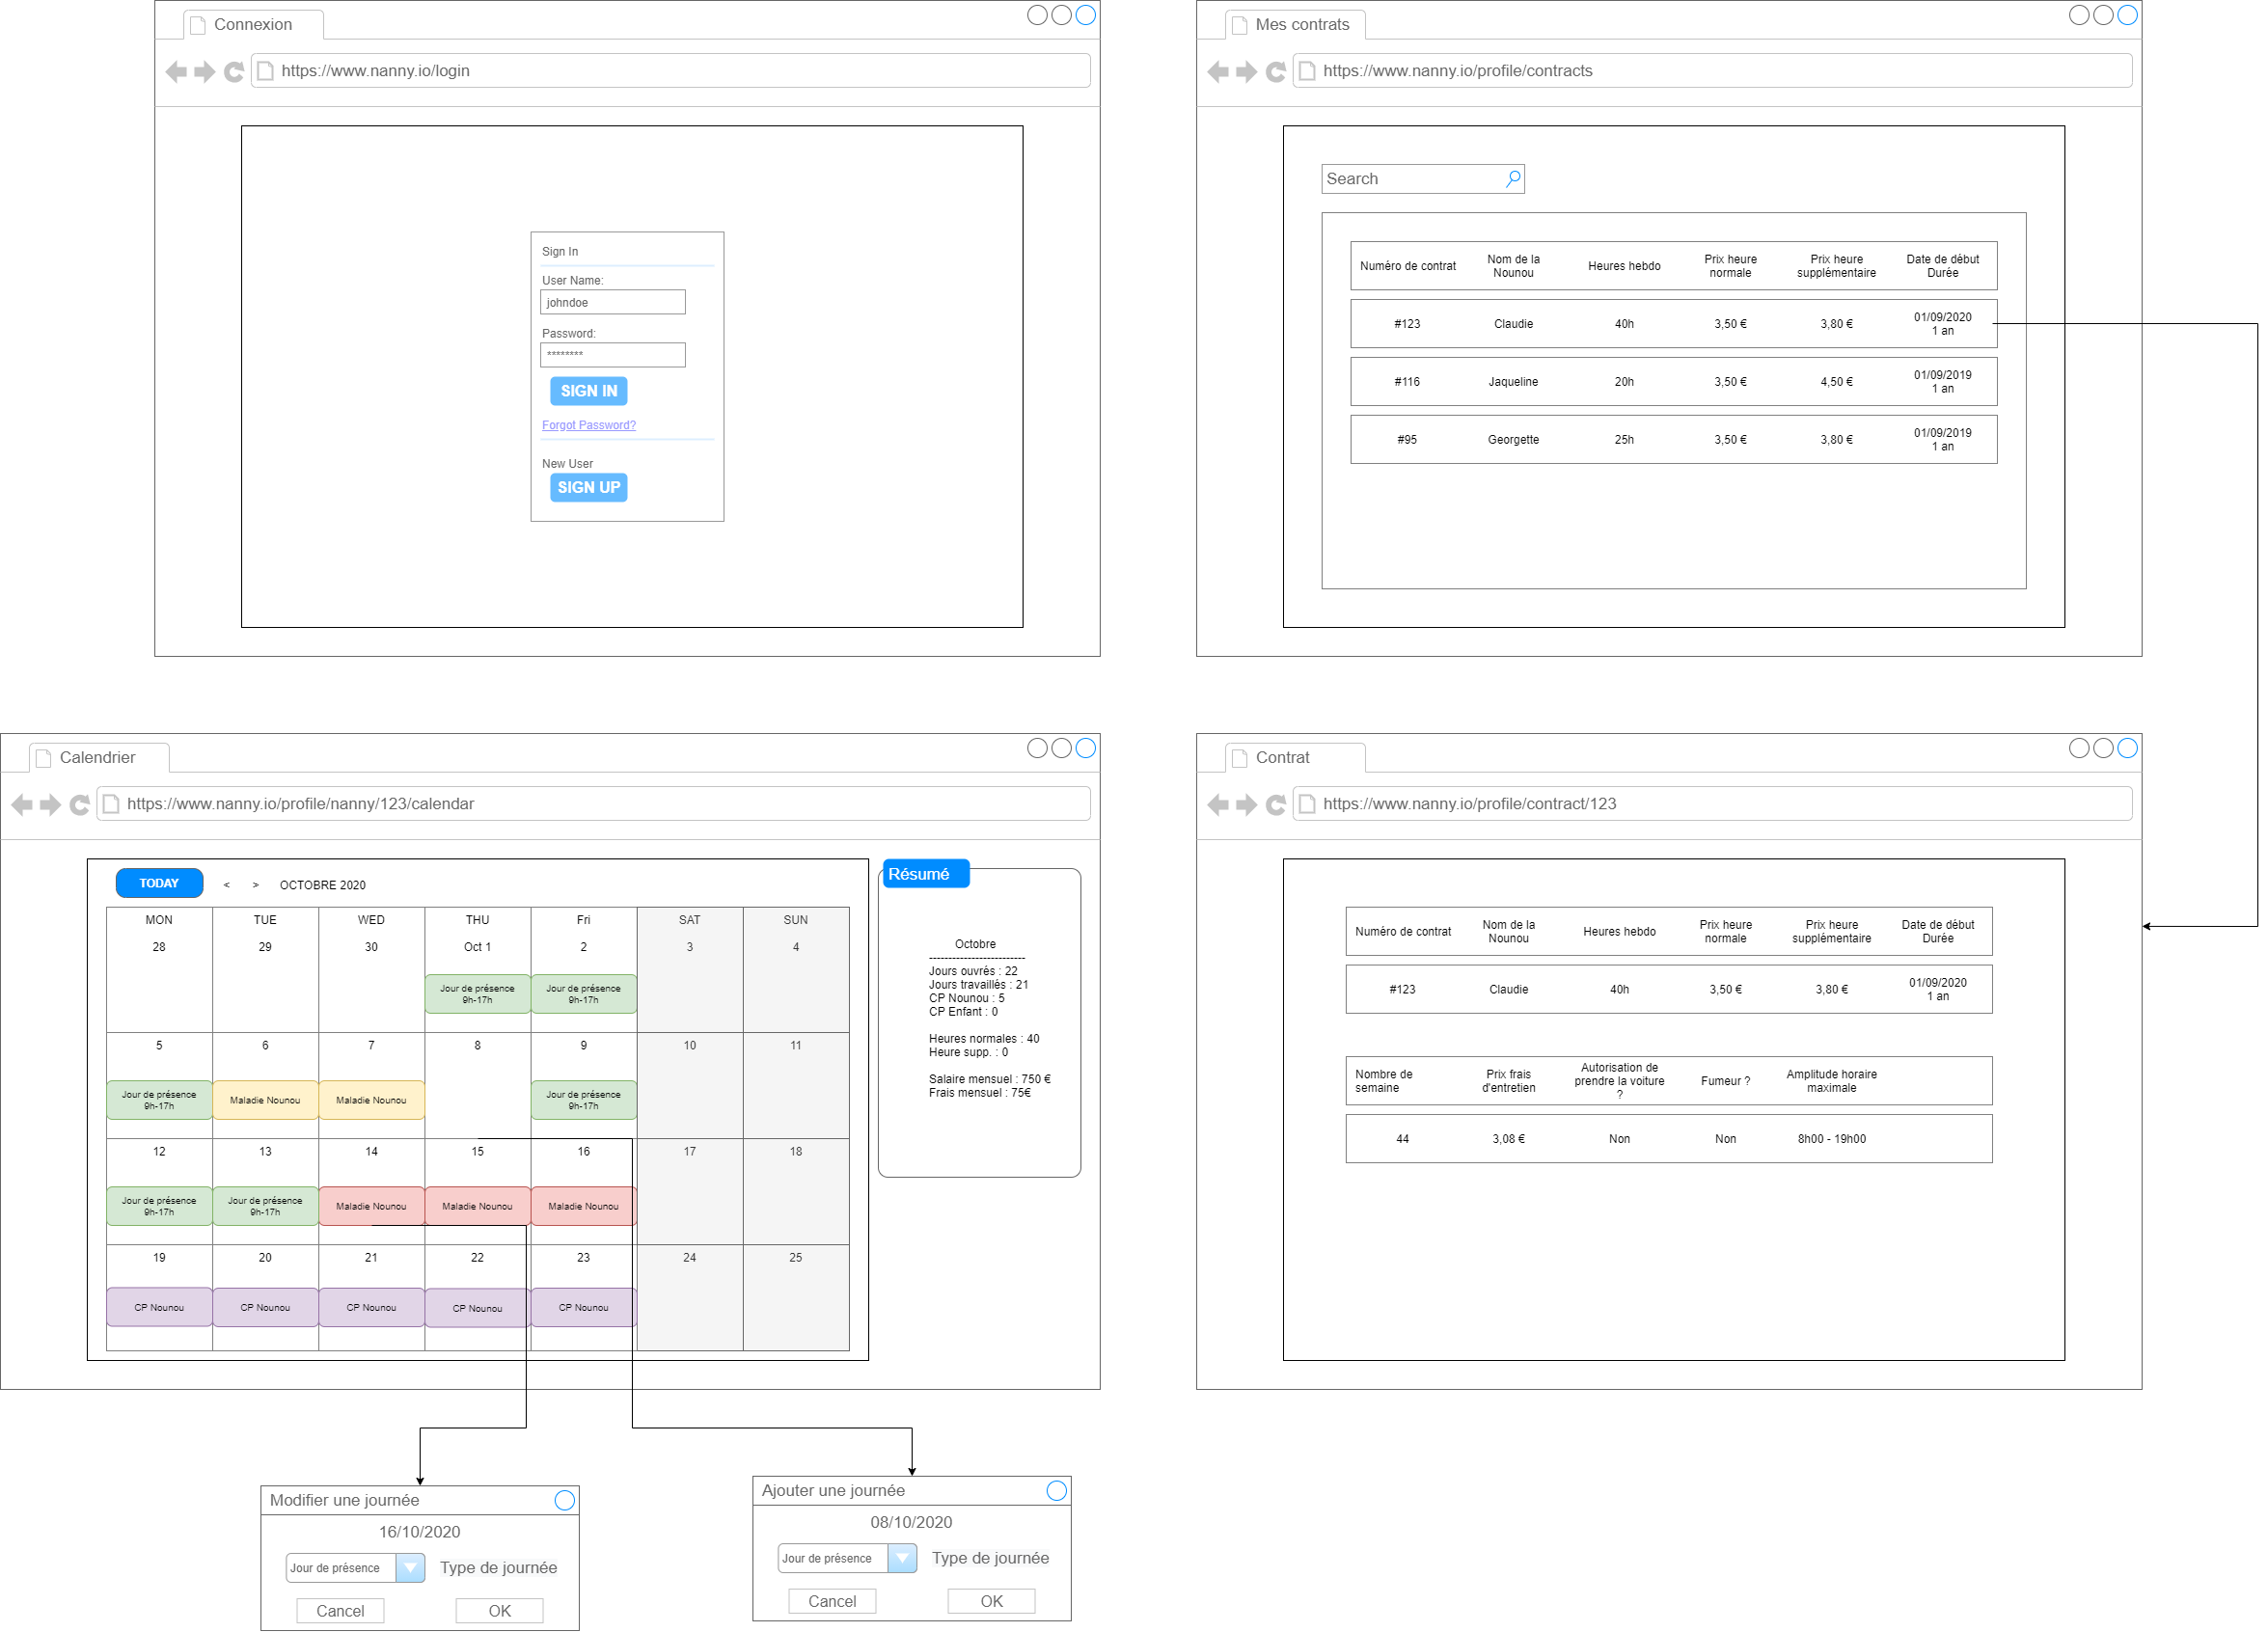 Connexion
https://www.nanny.io/login
Sign In
User Name:
johndoe
Password:
********
SIGN IN
Forgot Password?
New User
SIGN UP
Mes contrats
https://www.nanny.io/profile/contracts
Search
Numéro de contrat Nom de la Nounou Heures hebdo Prix heure normale Prix heure supplémentaire Date de début Durée
#123 Claudie 40h 3,50 € 3,80 € 01/09/2020 1 an
#116 Jaqueline 20h 3,50 € 4,50 € 01/09/2019 1 an
#95 Georgette 25h 3,50 € 3,80 € 01/09/2019 1 an
Calendrier
https://www.nanny.io/profile/nanny/123/calendar
TODAY < > OCTOBRE 2020
MON TUE WED THU Fri SAT SUN
28 29 30 Oct 1 2 3 4
Jour de présence 9h-17h Jour de présence 9h-17h
5 6 7 8 9 10 11
Jour de présence 9h-17h Maladie Nounou Maladie Nounou Jour de présence 9h-17h
12 13 14 15 16 17 18
Jour de présence 9h-17h Jour de présence 9h-17h Maladie Nounou Maladie Nounou Maladie Nounou
19 20 21 22 23 24 25
CP Nounou CP Nounou CP Nounou CP Nounou CP Nounou
Résumé
Octobre
-------------------------
Jours ouvrés : 22
Jours travaillés : 21
CP Nounou : 5
CP Enfant : 0
Heures normales : 40
Heure supp. : 0
Salaire mensuel : 750 €
Frais mensuel : 75€
Contrat
https://www.nanny.io/profile/contract/123
Numéro de contrat Nom de la Nounou Heures hebdo Prix heure normale Prix heure supplémentaire Date de début Durée
#123 Claudie 40h 3,50 € 3,80 € 01/09/2020 1 an
Nombre de semaine Prix frais d'entretien Autorisation de prendre la voiture ? Fumeur ? Amplitude horaire maximale
44 3,08 € Non Non 8h00 - 19h00
Modifier une journée
16/10/2020
Jour de présence Type de journée
Cancel OK
Ajouter une journée
08/10/2020
Jour de présence Type de journée
Cancel OK